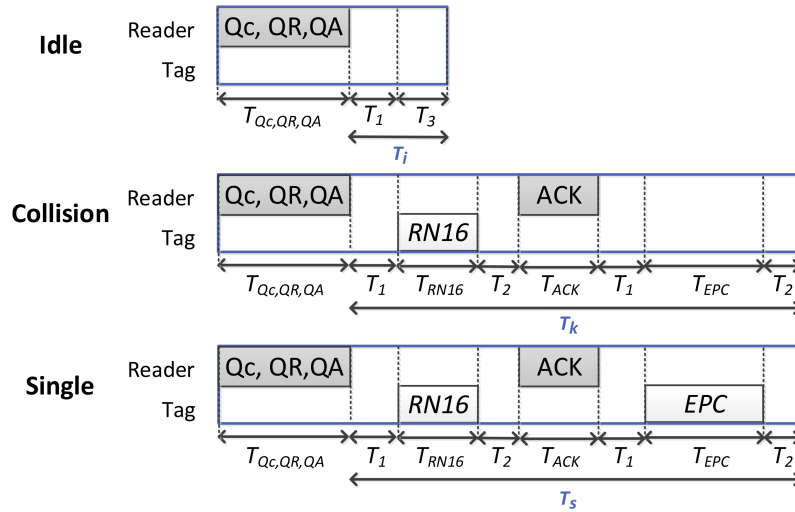 Idle
Reader
Qc, QR,QA
Tag
TQc,QR,QA T1 T3
Ti
Collision
Reader
Qc, QR,QA ACK
Tag
RN16
TQc,QR,QA T1 TRN16 T2 TACK T1 TEPC T2
Tk
Single
Reader
Qc, QR,QA ACK
Tag
RN16 EPC
TQc,QR,QA T1 TRN16 T2 TACK T1 TEPC T2
Ts